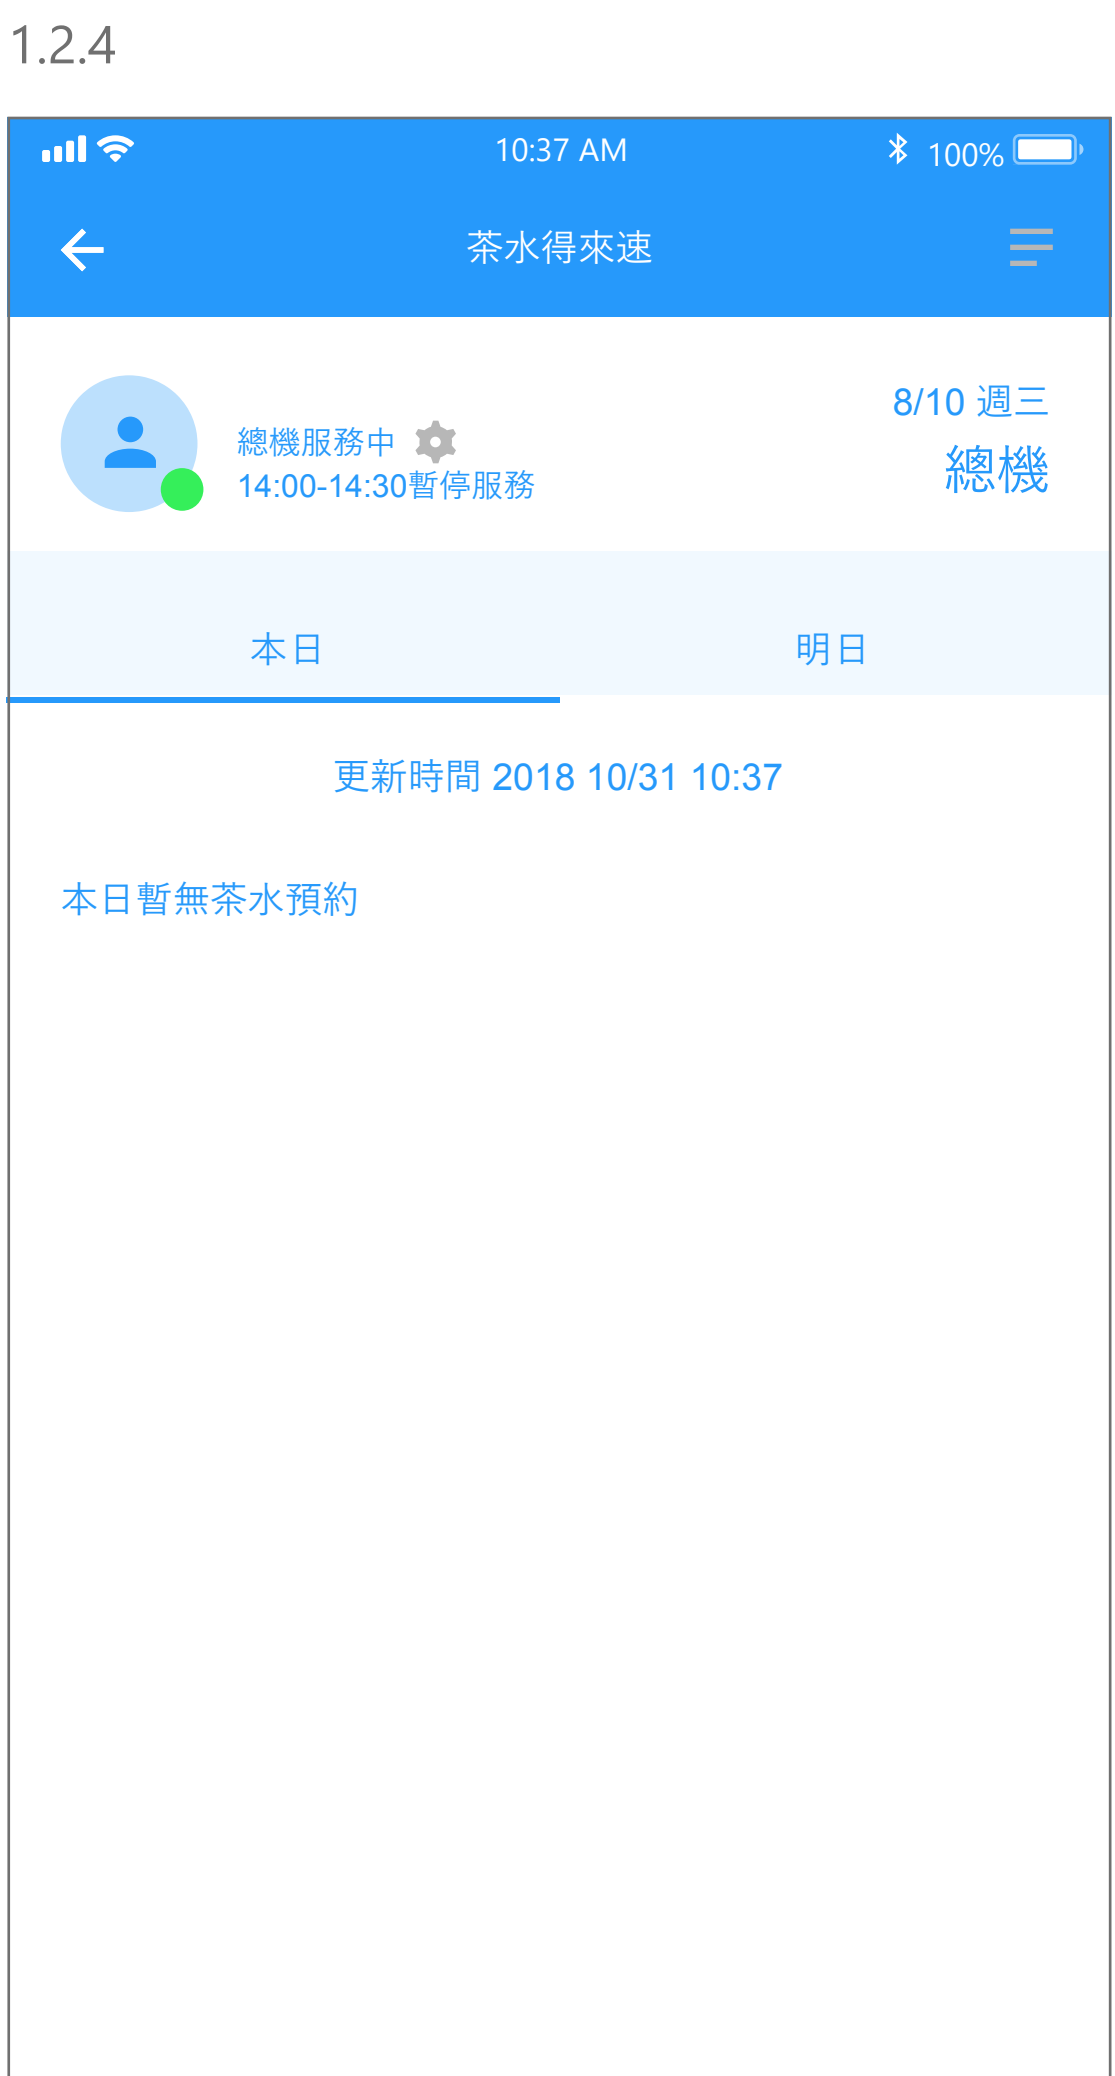 1.2.4
10:37 AM
100%
茶水得來速
8/10 週三
總機服務中
總機
14:00-14:30暫停服務
本日
明日
更新時間 2018 10/31 10:37
本日暫無茶水預約